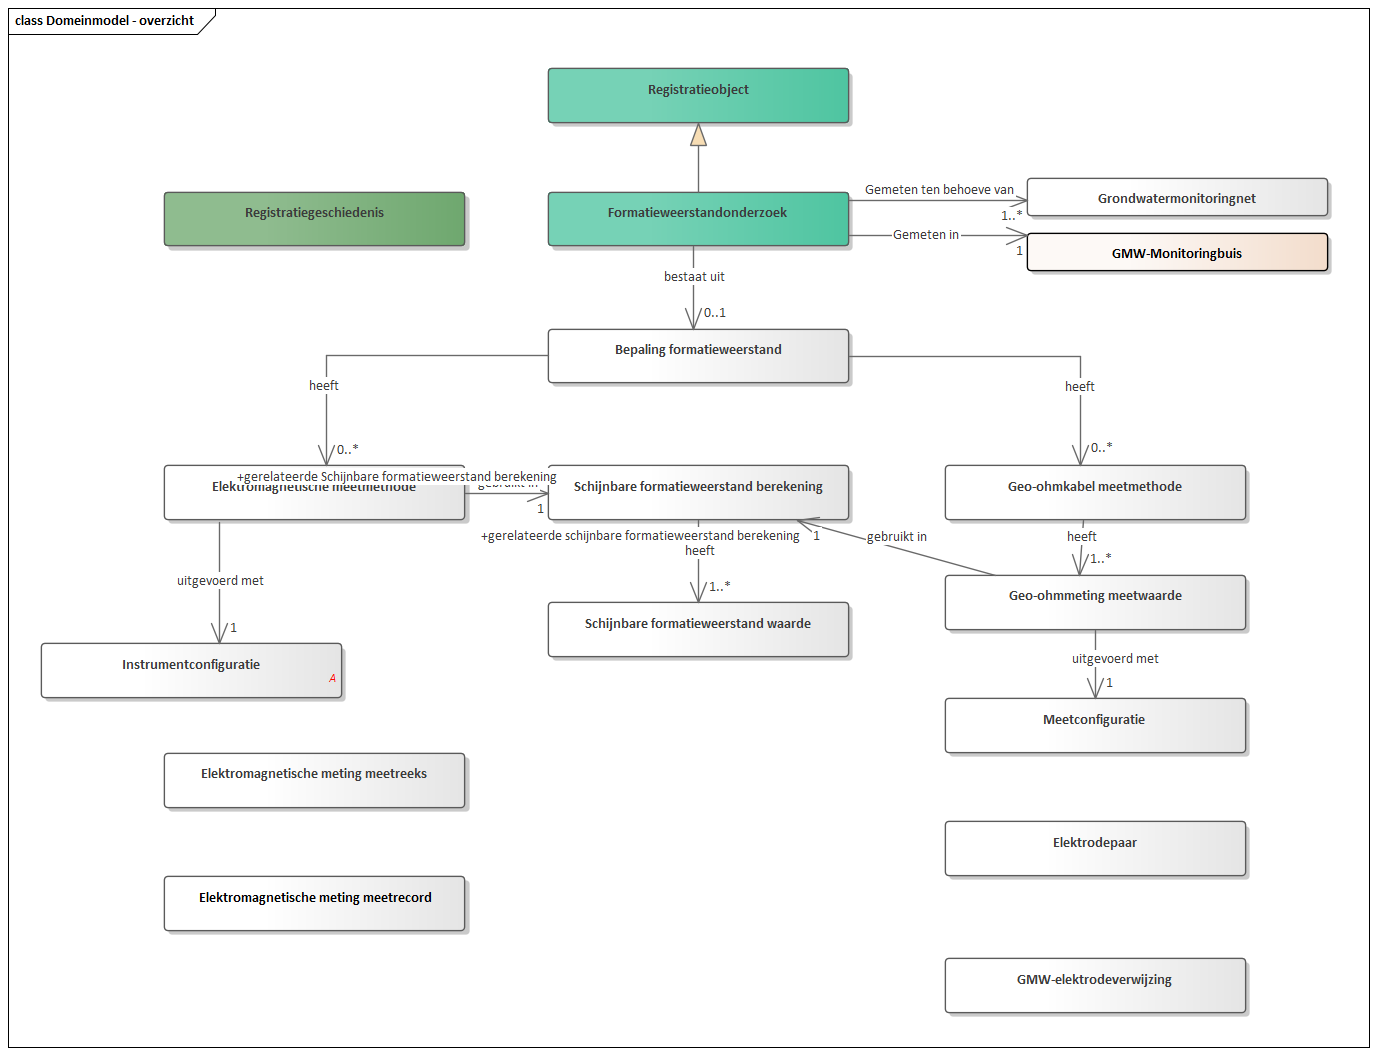 class Domeinmodel - overzicht
Registratieobject
Registratiegeschiedenis
Formatieweerstandonderzoek
Gemeten ten behoeve van
1..*
Grondwatermonitoringnet
Gemeten in
1
GMW-Monitoringbuis
bestaat uit
0..1
Bepaling formatieweerstand
heeft
0..*
heeft
0..*
+gerelateerde Schijnbare formatieweerstand berekening
Elektromagnetische meetmethode
gebruikt in
1
Schijnbare formatieweerstand berekening
Geo-ohmkabel meetmethode
+gerelateerde schijnbare formatieweerstand berekening
1
gebruikt in
heeft
1..*
heeft
1..*
uitgevoerd met
1
Geo-ohmmeting meetwaarde
Schijnbare formatieweerstand waarde
Instrumentconfiguratie
A
uitgevoerd met
1
Meetconfiguratie
Elektromagnetische meting meetreeks
Elektrodepaar
Elektromagnetische meting meetrecord
GMW-elektrodeverwijzing